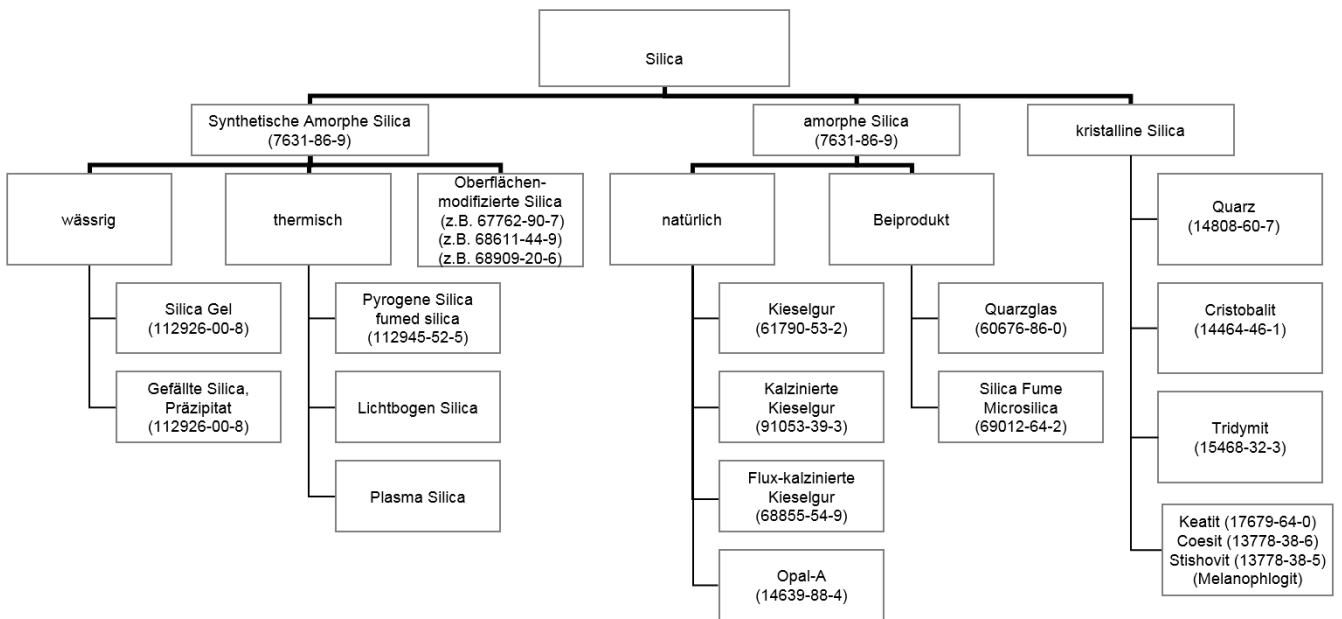 Silica
Synthetische Amorphe Silica
(7631-86-9)
amorphe Silica
(7631-86-9)
kristalline Silica
wässrig
thermisch
Oberflächen-
modifizierte Silica
(z.B. 67762-90-7)
(z.B. 68611-44-9)
(z.B. 68909-20-6)
natürlich
Beiprodukt
Quarz
(14808-60-7)
Silica Gel
(112926-00-8)
Pyrogene Silica
fumed silica
(112945-52-5)
Kieselgur
(61790-53-2)
Quarzglas
(60676-86-0)
Cristobalit
(14464-46-1)
Gefällte Silica,
Präzipitat
(112926-00-8)
Lichtbogen Silica
Kalzinierte
Kieselgur
(91053-39-3)
Silica Fume
Microsilica
(69012-64-2)
Tridymit
(15468-32-3)
Plasma Silica
Flux-kalzinierte
Kieselgur
(68855-54-9)
Keatit (17679-64-0)
Coesit (13778-38-6)
Stishovit (13778-38-5)
(Melanophlogit)
Opal-A
(14639-88-4)